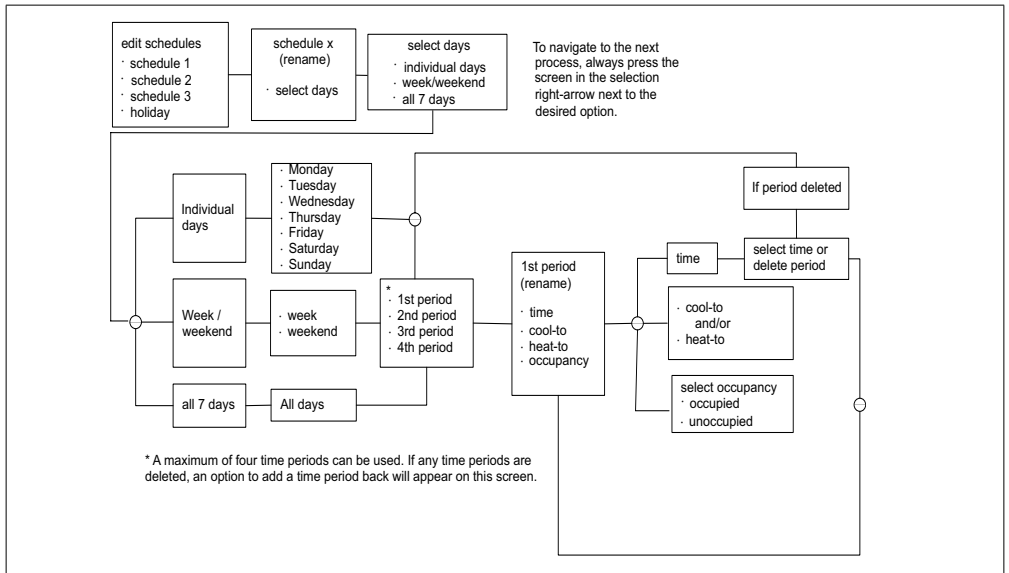 edit schedules
· schedule 1
· schedule 2
· schedule 3
· holiday
schedule x
(rename)
· select days
select days
· individual days
· week/weekend
· all 7 days
To navigate to the next
process, always press the
screen in the selection
right-arrow next to the
desired option.
Individual
days
· Monday
· Tuesday
· Wednesday
· Thursday
· Friday
· Saturday
· Sunday
If period deleted
time
select time or
delete period
Week /
weekend
· week
· weekend
*
· 1st period
· 2nd period
· 3rd period
· 4th period
1st period
(rename)
· time
· cool-to
· heat-to
· occupancy
· cool-to
and/or
· heat-to
select occupancy
· occupied
· unoccupied
all 7 days
All days
* A maximum of four time periods can be used. If any time periods are
deleted, an option to add a time period back will appear on this screen.